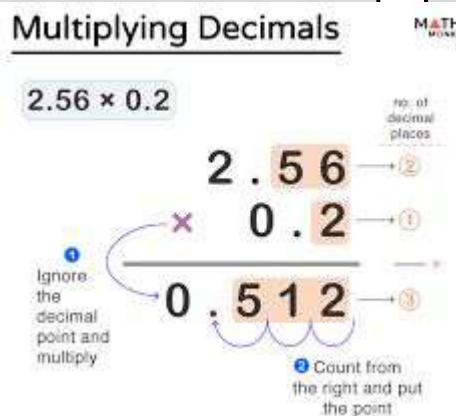 Multiplying Decimals
MATH
MONK
2.56 × 0.2
no. of
decimal
places
2.56 → 2
× 0.2 → 1
0.512 → 3
1
Ignore
the
decimal
point and
multiply
2 Count from
the right and put
the point